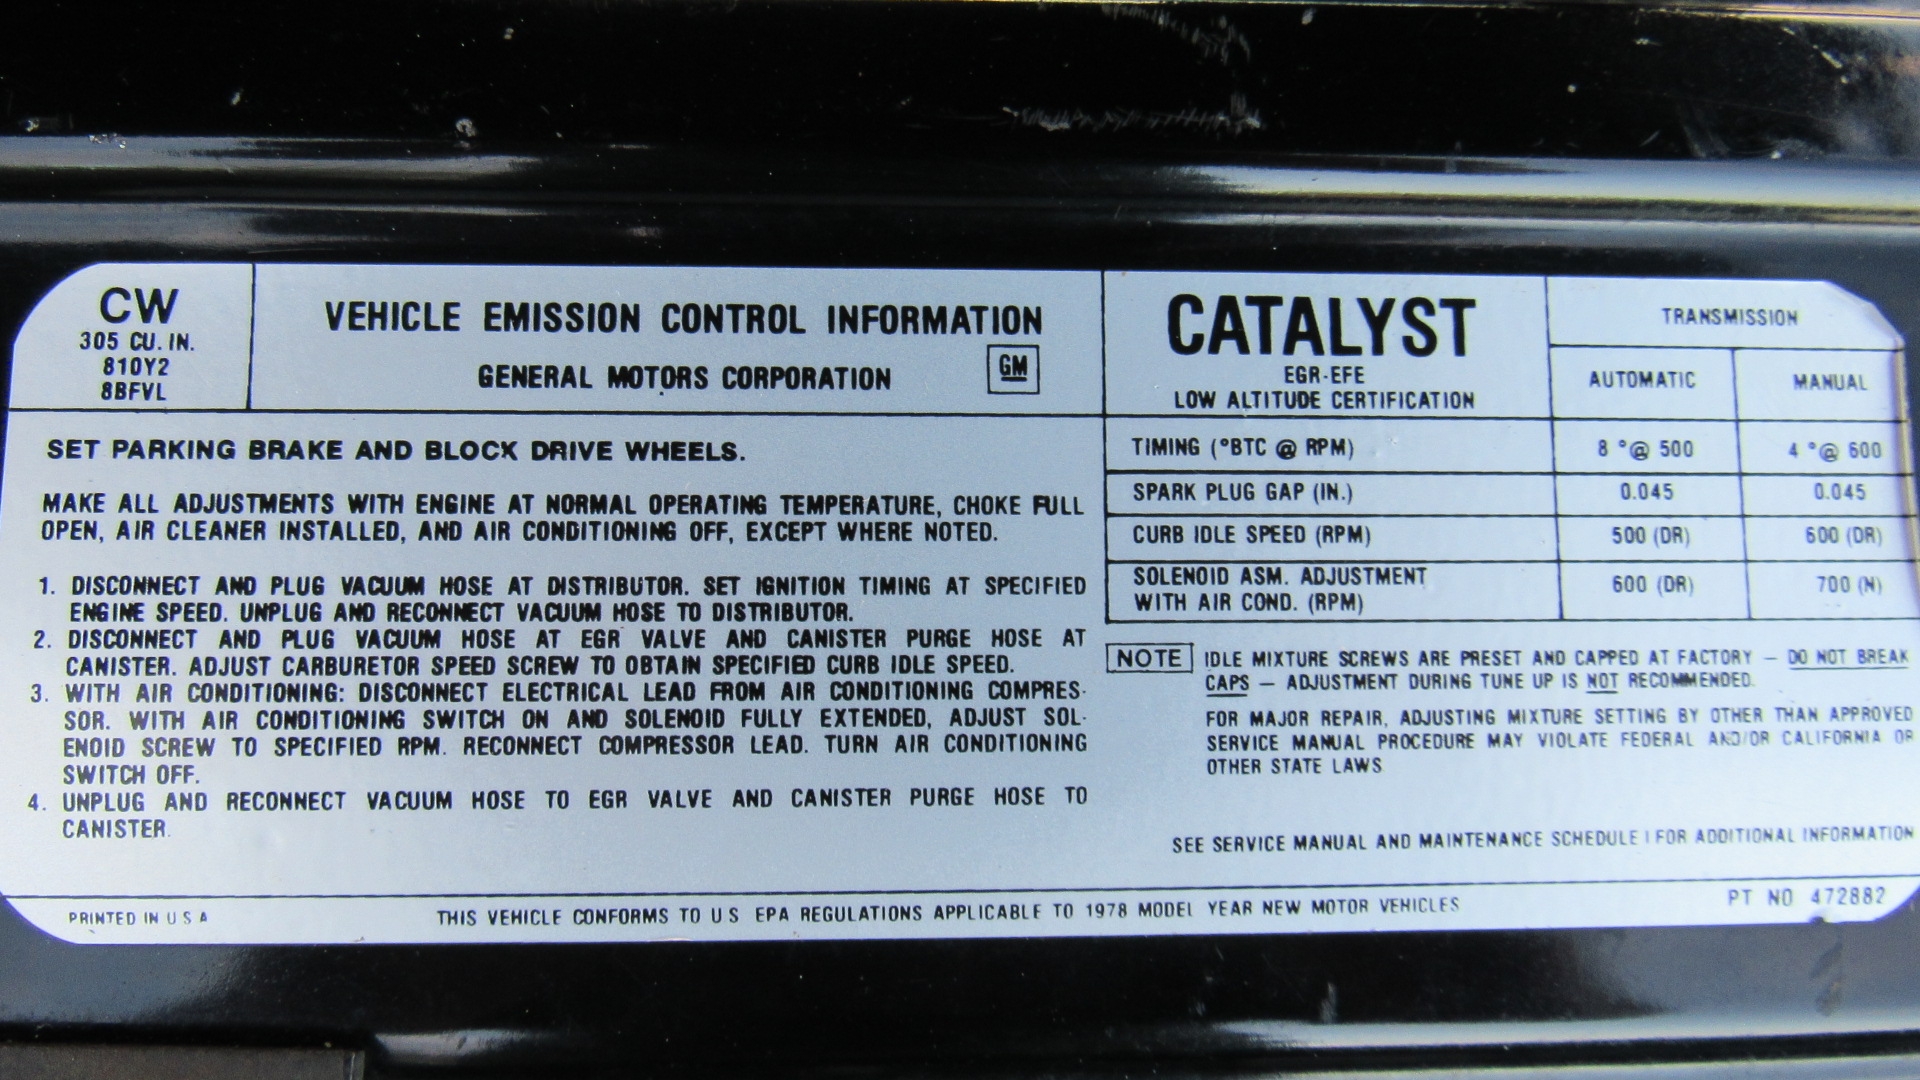 CW
305 CU. IN.
810Y2
8BFVL
VEHICLE EMISSION CONTROL INFORMATION
GENERAL MOTORS CORPORATION
GM
CATALYST
EGR-EFE
LOW ALTITUDE CERTIFICATION
TRANSMISSION
AUTOMATIC MANUAL
TIMING (°BTC @ RPM) 8 °@ 500 4 °@ 600
SPARK PLUG GAP (IN.) 0.045 0.045
CURB IDLE SPEED (RPM) 500 (DR) 600 (DR)
SOLENOID ASM. ADJUSTMENT
WITH AIR COND. (RPM) 600 (DR) 700 (N)
SET PARKING BRAKE AND BLOCK DRIVE WHEELS.
MAKE ALL ADJUSTMENTS WITH ENGINE AT NORMAL OPERATING TEMPERATURE, CHOKE FULL
OPEN, AIR CLEANER INSTALLED, AND AIR CONDITIONING OFF, EXCEPT WHERE NOTED.
1. DISCONNECT AND PLUG VACUUM HOSE AT DISTRIBUTOR. SET IGNITION TIMING AT SPECIFIED
ENGINE SPEED. UNPLUG AND RECONNECT VACUUM HOSE TO DISTRIBUTOR.
2. DISCONNECT AND PLUG VACUUM HOSE AT EGR VALVE AND CANISTER PURGE HOSE AT
CANISTER. ADJUST CARBURETOR SPEED SCREW TO OBTAIN SPECIFIED CURB IDLE SPEED.
3. WITH AIR CONDITIONING: DISCONNECT ELECTRICAL LEAD FROM AIR CONDITIONING COMPRES-
SOR. WITH AIR CONDITIONING SWITCH ON AND SOLENOID FULLY EXTENDED, ADJUST SOL-
ENOID SCREW TO SPECIFIED RPM. RECONNECT COMPRESSOR LEAD. TURN AIR CONDITIONING
SWITCH OFF.
4. UNPLUG AND RECONNECT VACUUM HOSE TO EGR VALVE AND CANISTER PURGE HOSE TO
CANISTER.
NOTE IDLE MIXTURE SCREWS ARE PRESET AND CAPPED AT FACTORY — DO NOT BREAK
CAPS — ADJUSTMENT DURING TUNE UP IS NOT RECOMMENDED.
FOR MAJOR REPAIR, ADJUSTING MIXTURE SETTING BY OTHER THAN APPROVED
SERVICE MANUAL PROCEDURE MAY VIOLATE FEDERAL AND/OR CALIFORNIA OR
OTHER STATE LAWS
SEE SERVICE MANUAL AND MAINTENANCE SCHEDULE I FOR ADDITIONAL INFORMATION
PRINTED IN U S A
THIS VEHICLE CONFORMS TO U S EPA REGULATIONS APPLICABLE TO 1978 MODEL YEAR NEW MOTOR VEHICLES
PT NO 472882